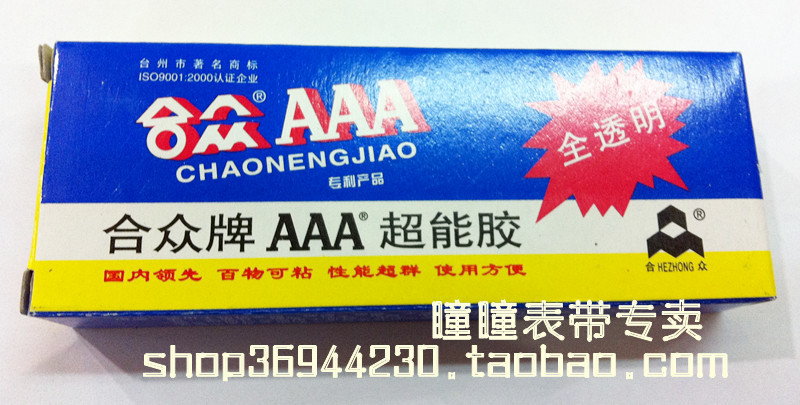 台州市著名商标
ISO9001:2000认证企业
合众® AAA®
CHAONENGJIAO
专利产品
全透明
合众牌 AAA® 超能胶
®
合 HEZHONG 众
国内领先 百物可粘 性能超群 使用方便
瞳瞳表带专卖
shop36944230.taobao.com